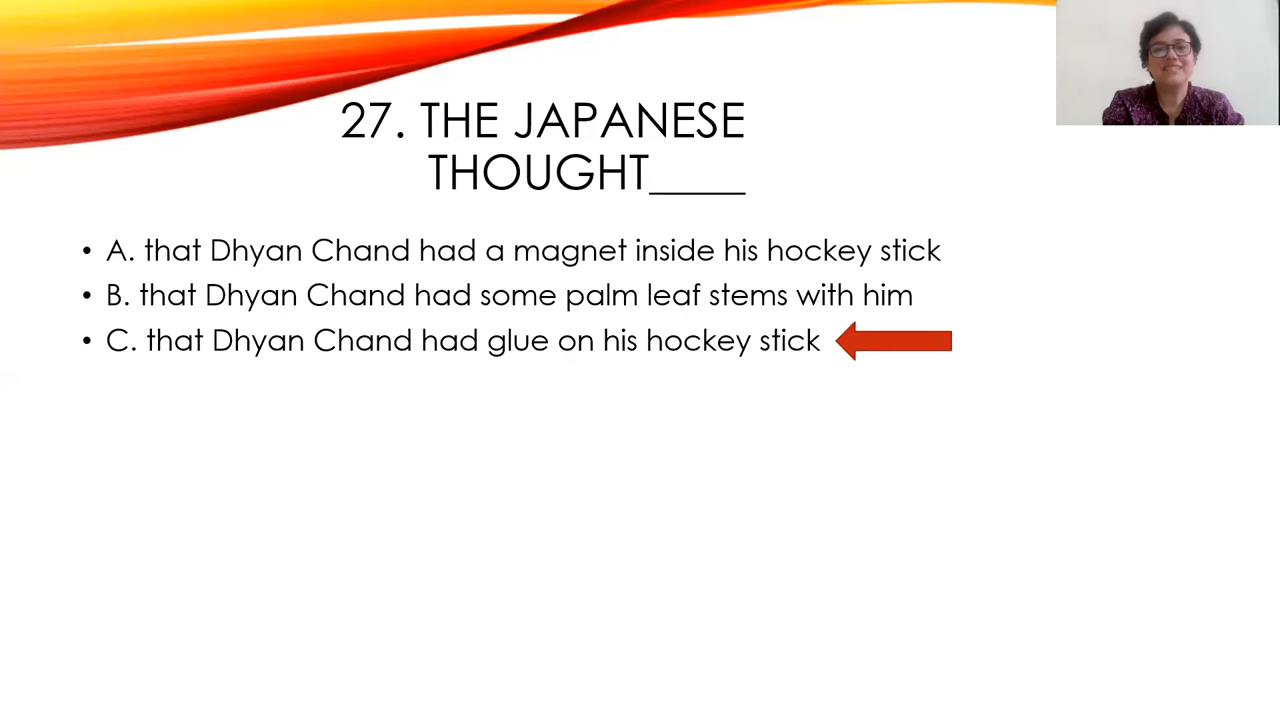 27. THE JAPANESE
THOUGHT____
• A. that Dhyan Chand had a magnet inside his hockey stick
• B. that Dhyan Chand had some palm leaf stems with him
• C. that Dhyan Chand had glue on his hockey stick